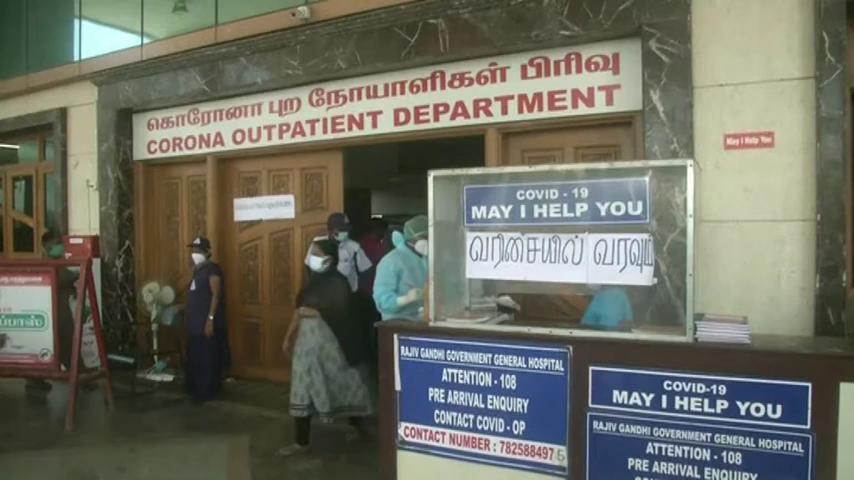 கொரோனா புற நோயாளிகள் பிரிவு
CORONA OUTPATIENT DEPARTMENT
May I Help You
COVID - 19
MAY I HELP YOU
வரிசையில் வரவும்
RAJIV GANDHI GOVERNMENT GENERAL HOSPITAL
ATTENTION - 108
PRE ARRIVAL ENQUIRY
CONTACT COVID - OP
CONTACT NUMBER : 7825884975
COVID-19
MAY I HELP YOU
RAJIV GANDHI GOVERNMENT GENERAL HOSPITAL
ATTENTION - 108
PRE ARRIVAL ENQUIRY